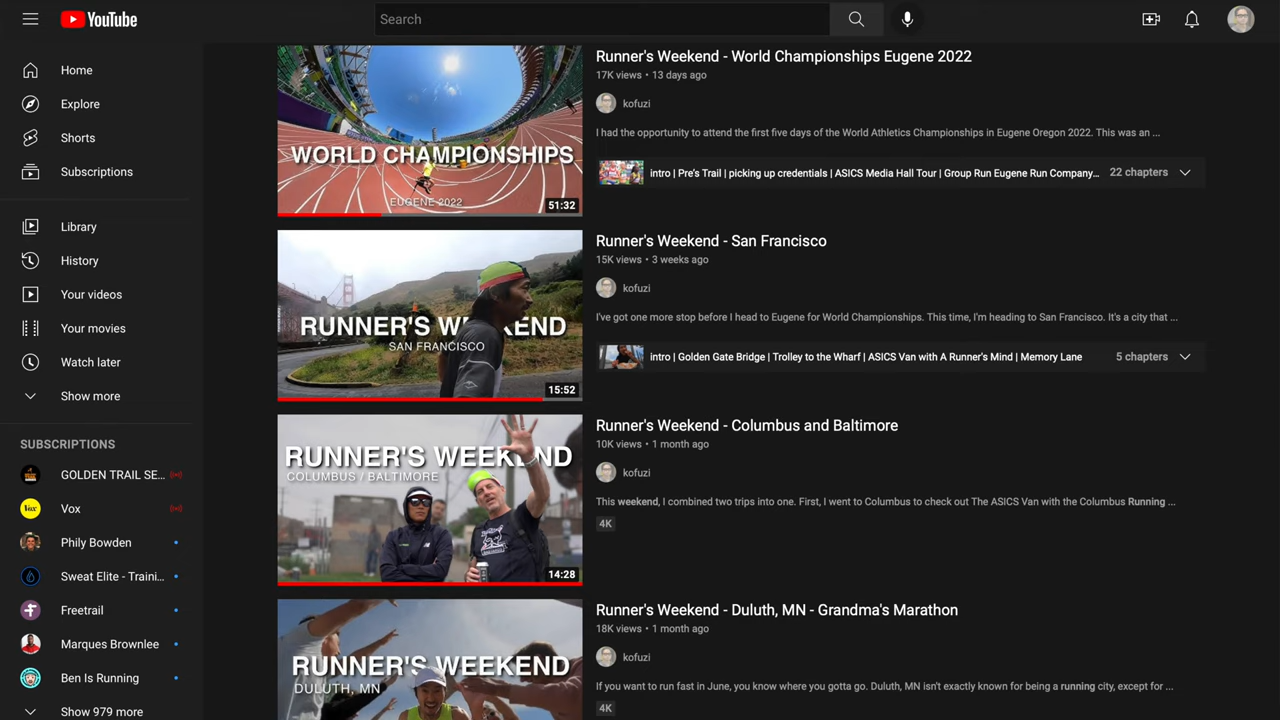 YouTube
Search
Home
Explore
Shorts
Subscriptions
Library
History
Your videos
Your movies
Watch later
Show more
SUBSCRIPTIONS
GOLDEN TRAIL SE...
Vox
Vox
Phily Bowden
Sweat Elite - Traini...
Freetrail
Marques Brownlee
Ben Is Running
Show 979 more
WORLD CHAMPIONSHIPS
EUGENE 2022
51:32
Runner's Weekend - World Championships Eugene 2022
17K views • 13 days ago
kofuzi
I had the opportunity to attend the first five days of the World Athletics Championships in Eugene Oregon 2022. This was an ...
intro | Pre's Trail | picking up credentials | ASICS Media Hall Tour | Group Run Eugene Run Company... 22 chapters
RUNNER'S WEEKEND
SAN FRANCISCO
15:52
Runner's Weekend - San Francisco
15K views • 3 weeks ago
kofuzi
I've got one more stop before I head to Eugene for World Championships. This time, I'm heading to San Francisco. It's a city that ...
intro | Golden Gate Bridge | Trolley to the Wharf | ASICS Van with A Runner's Mind | Memory Lane 5 chapters
RUNNER'S WEEKEND
COLUMBUS / BALTIMORE
14:28
Runner's Weekend - Columbus and Baltimore
10K views • 1 month ago
kofuzi
This weekend, I combined two trips into one. First, I went to Columbus to check out The ASICS Van with the Columbus Running ...
4K
RUNNER'S WEEKEND
DULUTH, MN
Runner's Weekend - Duluth, MN - Grandma's Marathon
18K views • 1 month ago
kofuzi
If you want to run fast in June, you know where you gotta go. Duluth, MN isn't exactly known for being a running city, except for ...
4K